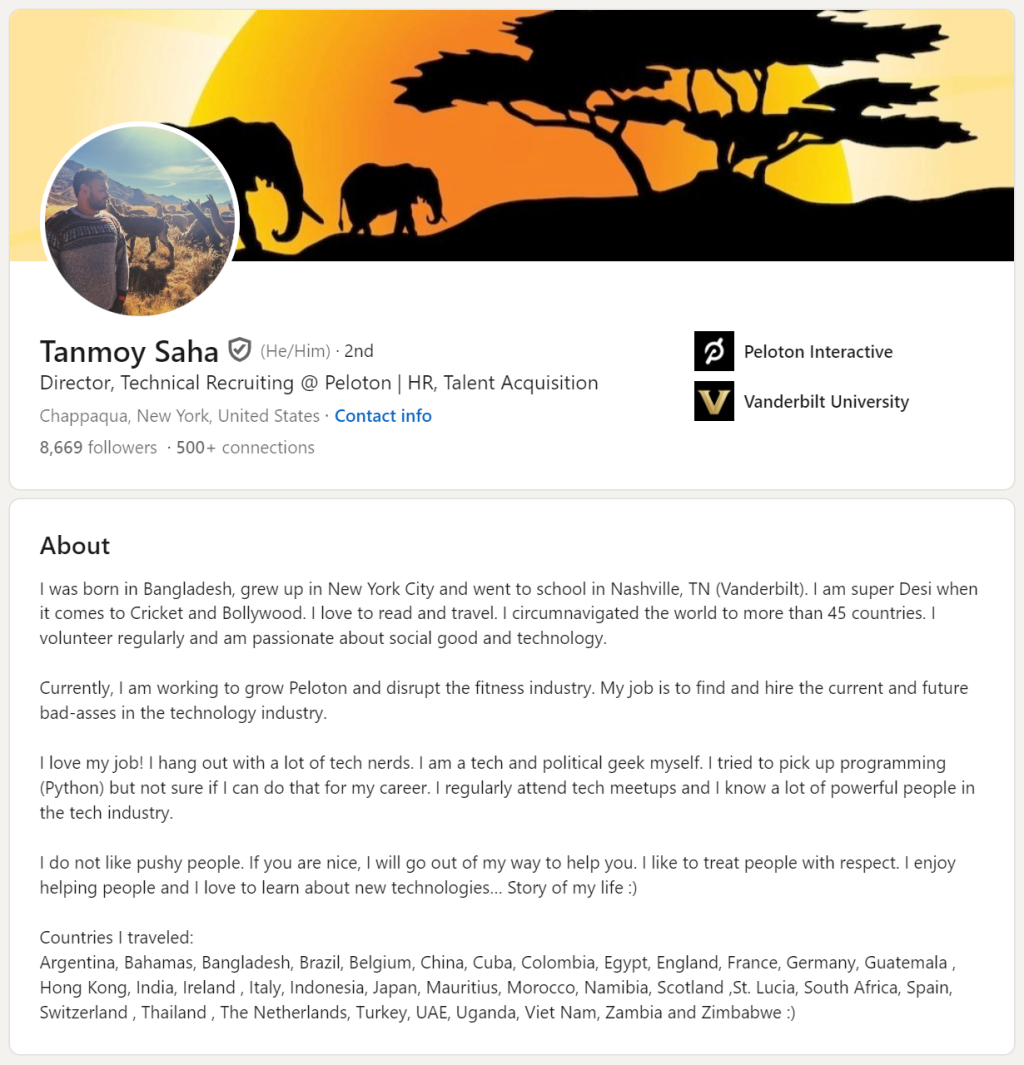 Tanmoy Saha (He/Him) · 2nd
Director, Technical Recruiting @ Peloton | HR, Talent Acquisition
Chappaqua, New York, United States · Contact info
8,669 followers · 500+ connections
Peloton Interactive
V Vanderbilt University
About
I was born in Bangladesh, grew up in New York City and went to school in Nashville, TN (Vanderbilt). I am super Desi when
it comes to Cricket and Bollywood. I love to read and travel. I circumnavigated the world to more than 45 countries. I
volunteer regularly and am passionate about social good and technology.
Currently, I am working to grow Peloton and disrupt the fitness industry. My job is to find and hire the current and future
bad-asses in the technology industry.
I love my job! I hang out with a lot of tech nerds. I am a tech and political geek myself. I tried to pick up programming
(Python) but not sure if I can do that for my career. I regularly attend tech meetups and I know a lot of powerful people in
the tech industry.
I do not like pushy people. If you are nice, I will go out of my way to help you. I like to treat people with respect. I enjoy
helping people and I love to learn about new technologies... Story of my life :)
Countries I traveled:
Argentina, Bahamas, Bangladesh, Brazil, Belgium, China, Cuba, Colombia, Egypt, England, France, Germany, Guatemala ,
Hong Kong, India, Ireland , Italy, Indonesia, Japan, Mauritius, Morocco, Namibia, Scotland ,St. Lucia, South Africa, Spain,
Switzerland , Thailand , The Netherlands, Turkey, UAE, Uganda, Viet Nam, Zambia and Zimbabwe :)